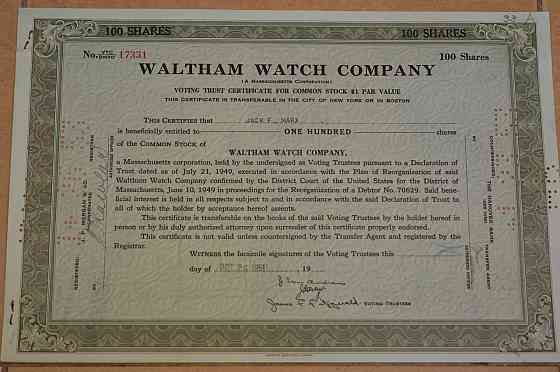 100 SHARES 100 SHARES
No. VTC 17331 100 Shares
WALTHAM WATCH COMPANY
(A MASSACHUSETTS CORPORATION)
VOTING TRUST CERTIFICATE FOR COMMON STOCK $1 PAR VALUE
THIS CERTIFICATE IS TRANSFERABLE IN THE CITY OF NEW YORK OR IN BOSTON
THIS CERTIFIES that JACK F. MARX
is beneficially entitled to ONE HUNDRED shares
of the COMMON STOCK of
WALTHAM WATCH COMPANY,
a Massachusetts corporation, held by the undersigned as Voting Trustees pursuant to a Declaration of
Trust dated as of July 21, 1949, executed in accordance with the Plan of Reorganization of said
Waltham Watch Company confirmed by the District Court of the United States for the District of
Massachusetts, June 10, 1949 in proceedings for the Reorganization of a Debtor No. 70629. Said bene-
ficial interest is held in all respects subject to and in accordance with the said Declaration of Trust to
all of which the holder by acceptance hereof assents.
This certificate is transferable on the books of the said Voting Trustees by the holder hereof in
person or by his duly authorized attorney upon surrender of this certificate properly endorsed.
This certificate is not valid unless countersigned by the Transfer Agent and registered by the
Registrar.
WITNESS the facsimile signatures of the Voting Trustees this
day of 1951 , 19
VOTING TRUSTEES
REGISTERED: